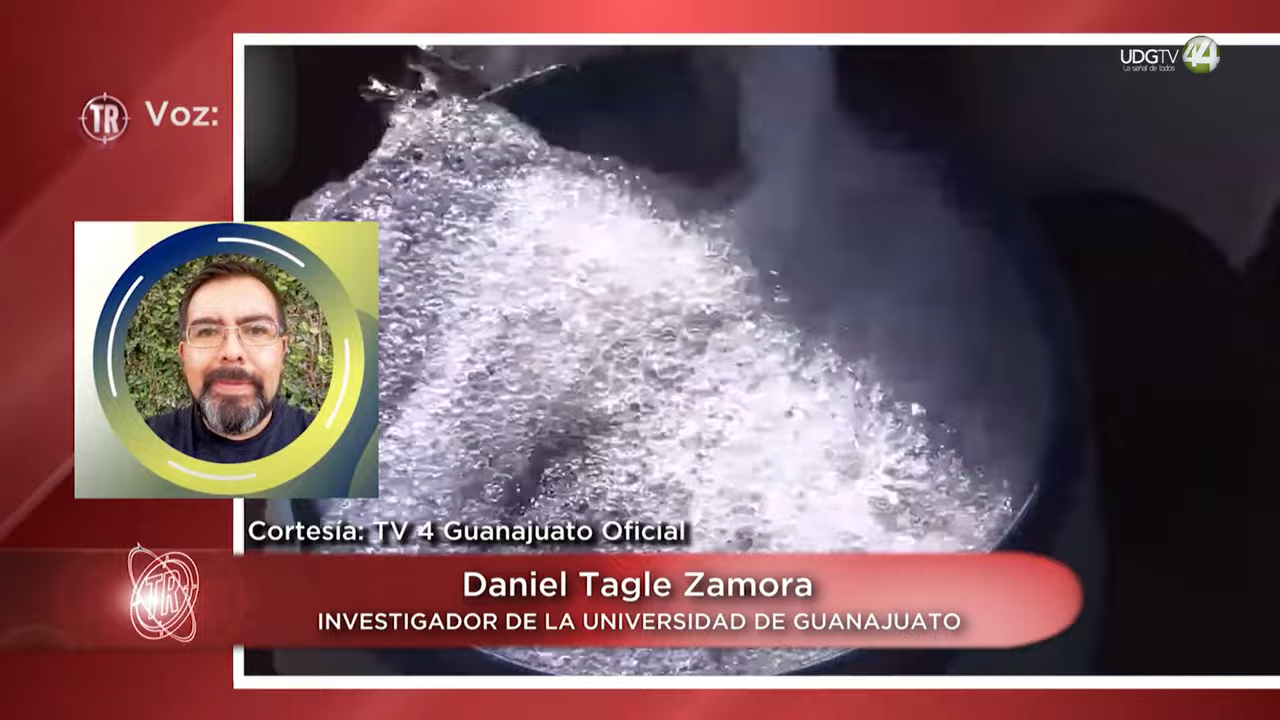 UDGTV 44
La señal de todos
TR Voz:
Cortesía: TV 4 Guanajuato Oficial
TR
Daniel Tagle Zamora
INVESTIGADOR DE LA UNIVERSIDAD DE GUANAJUATO